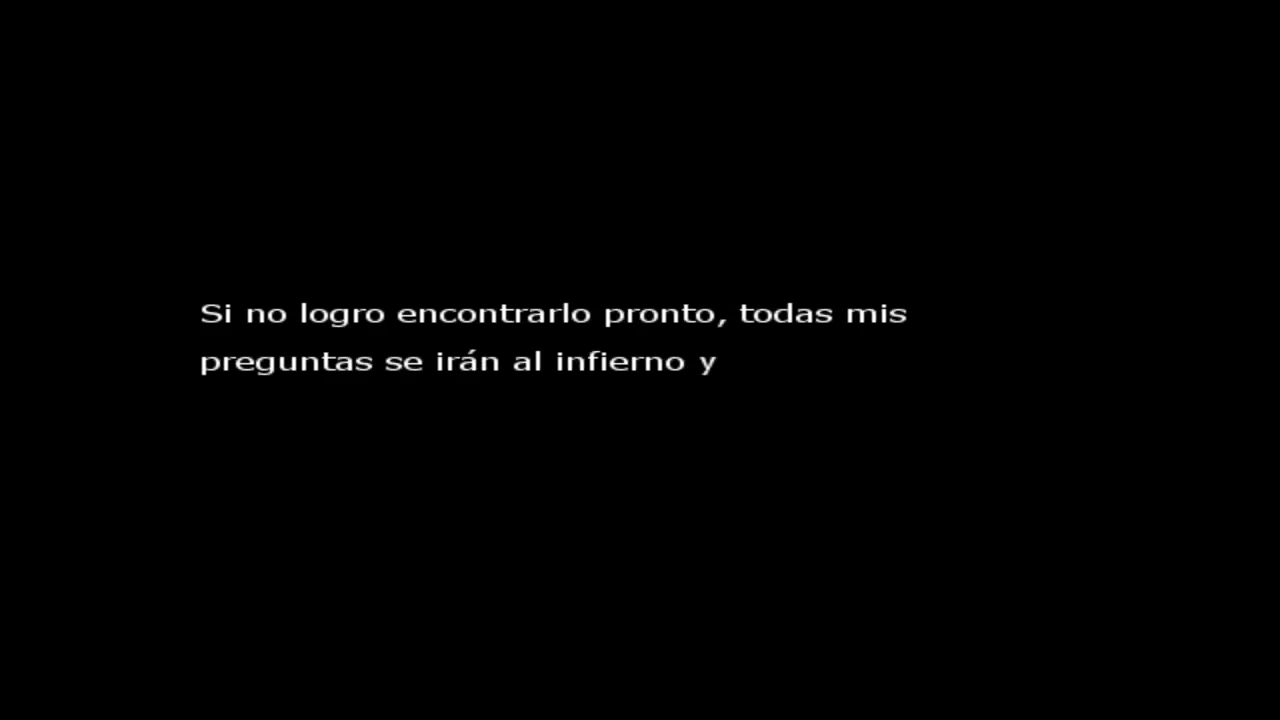 Si no logro encontrarlo pronto, todas mis
preguntas se irán al infierno y